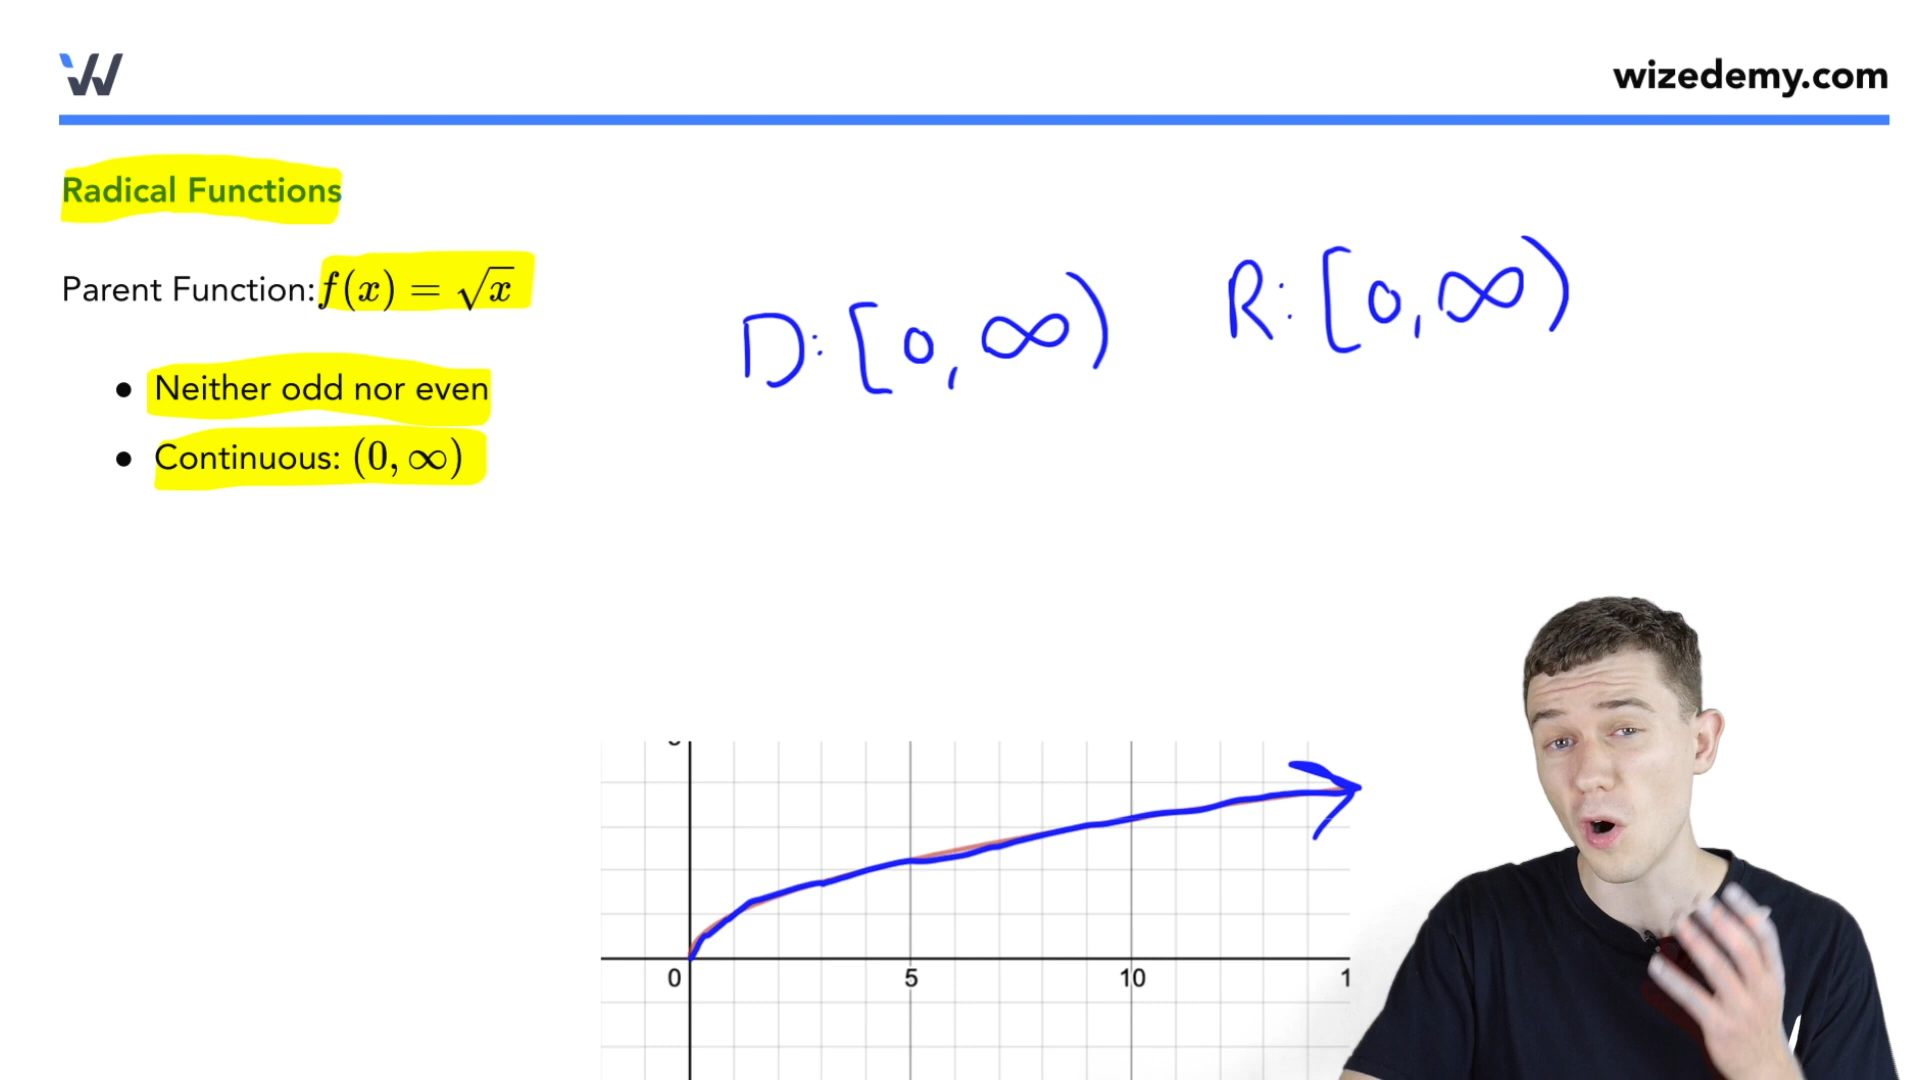 wizedemy.com
Radical Functions
Parent Function: f(x) = √x
• Neither odd nor even
• Continuous: (0, ∞)
D: [0, ∞) R: [0, ∞)
0 5 10 1